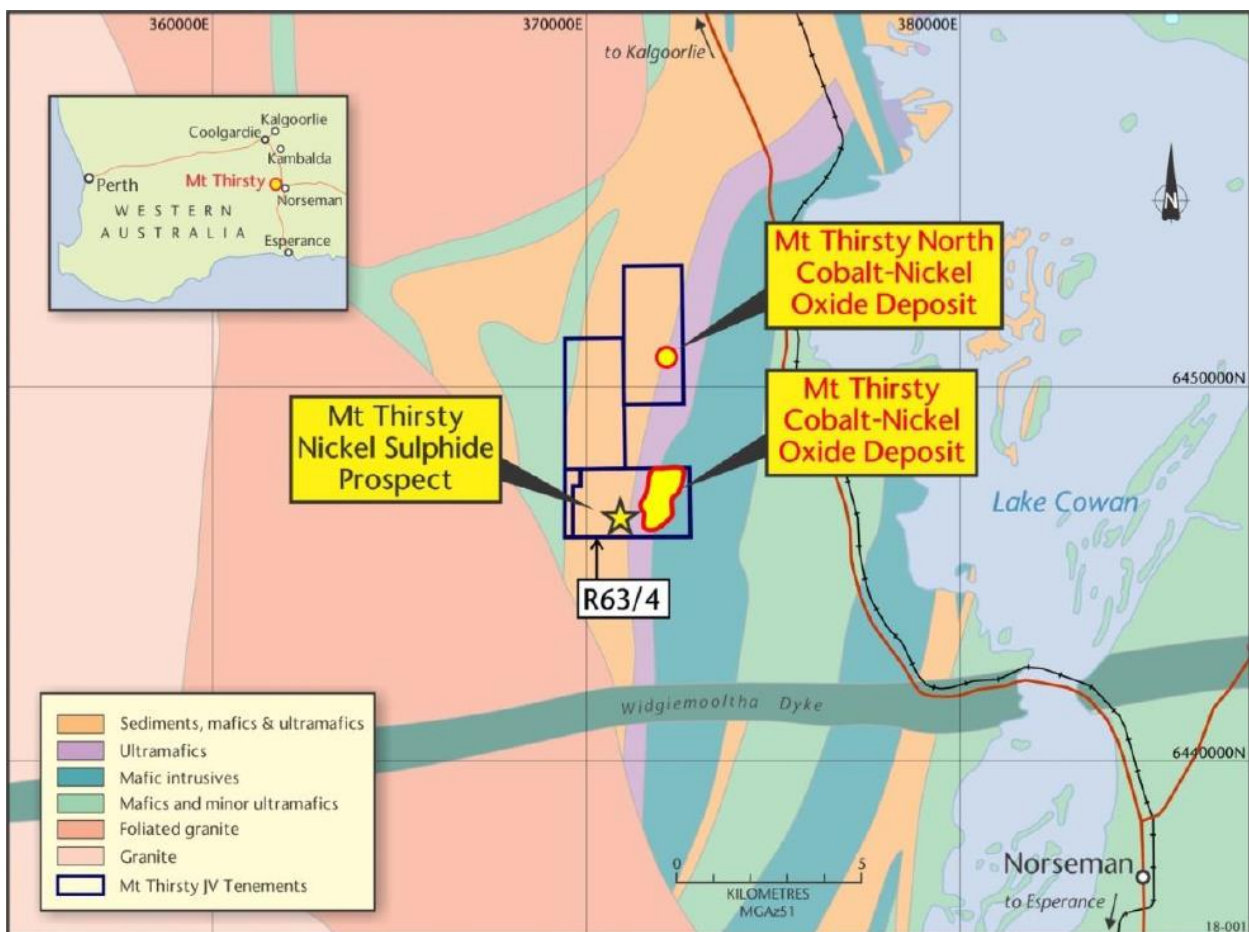 360000E
370000E
380000E
to Kalgoorlie
Kalgoorlie
Coolgardie
Kambalda
Perth
Mt Thirsty
Norseman
WESTERN
AUSTRALIA
Esperance
N
Mt Thirsty North
Cobalt-Nickel
Oxide Deposit
6450000N
Mt Thirsty
Nickel Sulphide
Prospect
Mt Thirsty
Cobalt-Nickel
Oxide Deposit
Lake Cowan
R63/4
Widgiemooltha Dyke
6440000N
Sediments, mafics & ultramafics
Ultramafics
Mafic intrusives
Mafics and minor ultramafics
Foliated granite
Granite
Mt Thirsty JV Tenements
0 5
KILOMETRES
MGAz51
Norseman
to Esperance
18-001